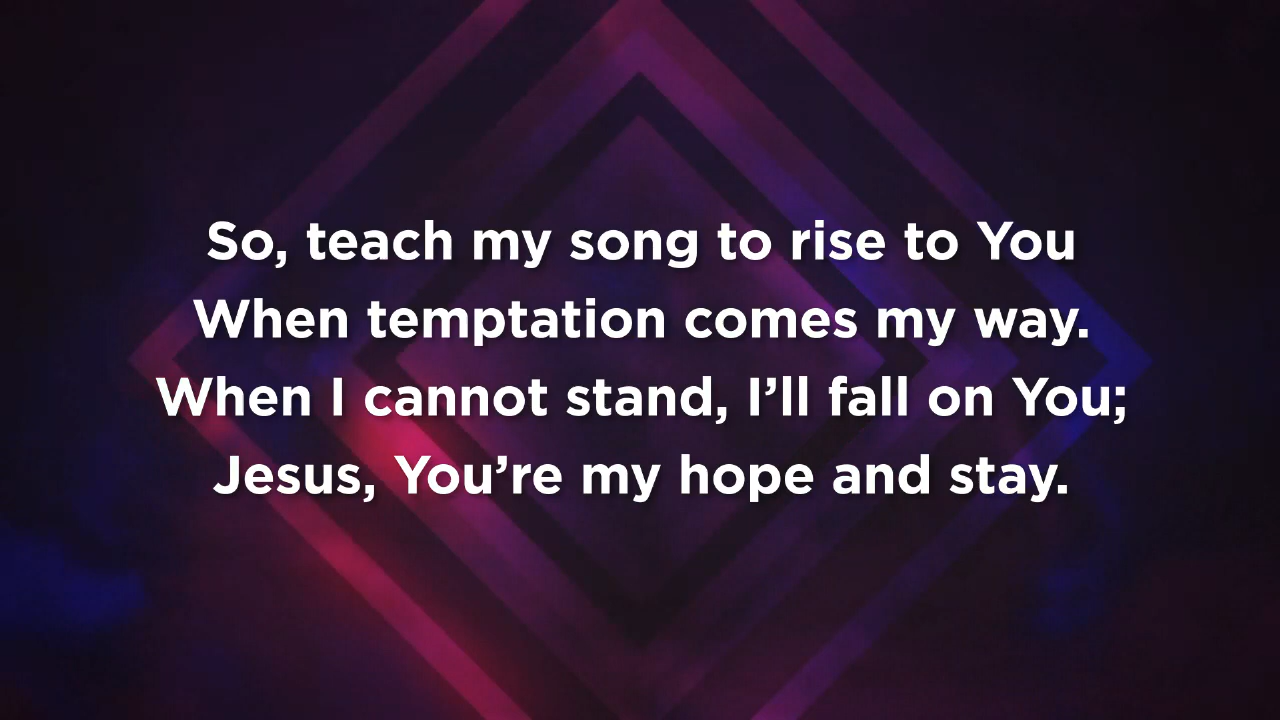 So, teach my song to rise to You
When temptation comes my way.
When I cannot stand, I’ll fall on You;
Jesus, You’re my hope and stay.